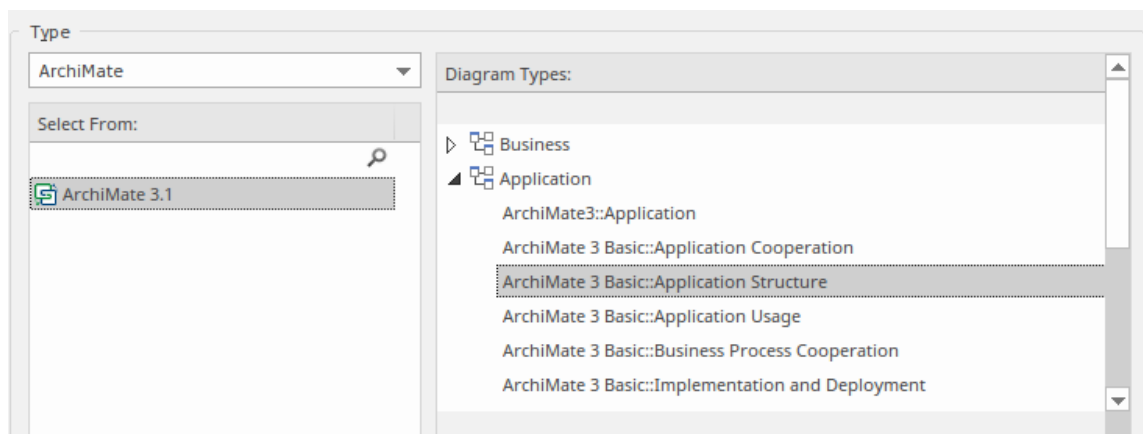 Type
ArchiMate
Select From:
ArchiMate 3.1
Diagram Types:
Business
Application
ArchiMate3::Application
ArchiMate 3 Basic::Application Cooperation
ArchiMate 3 Basic::Application Structure
ArchiMate 3 Basic::Application Usage
ArchiMate 3 Basic::Business Process Cooperation
ArchiMate 3 Basic::Implementation and Deployment